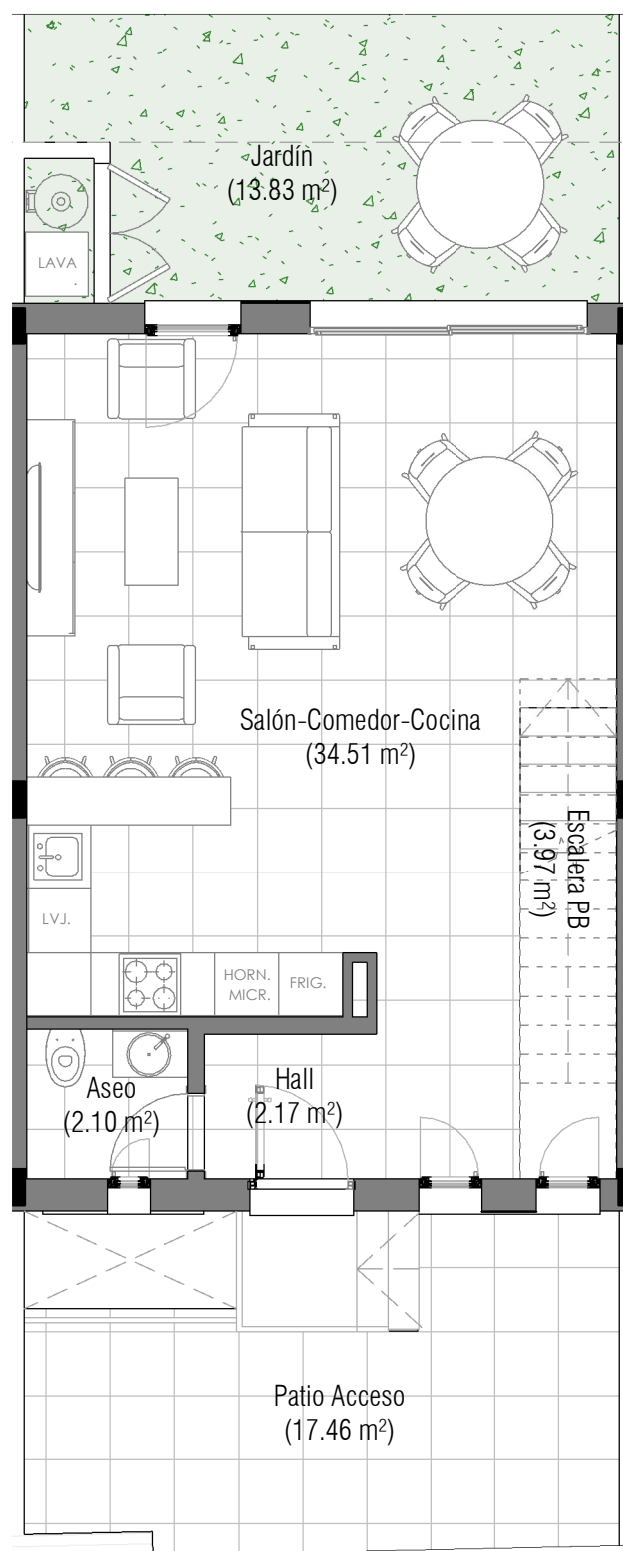 Jardín
(13.83 m²)
LAVA
Salón-Comedor-Cocina
(34.51 m²)
Escalera PB
(3.97 m²)
LVJ.
HORN.
MICR.
FRIG.
Aseo
(2.10 m²)
Hall
(2.17 m²)
Patio Acceso
(17.46 m²)